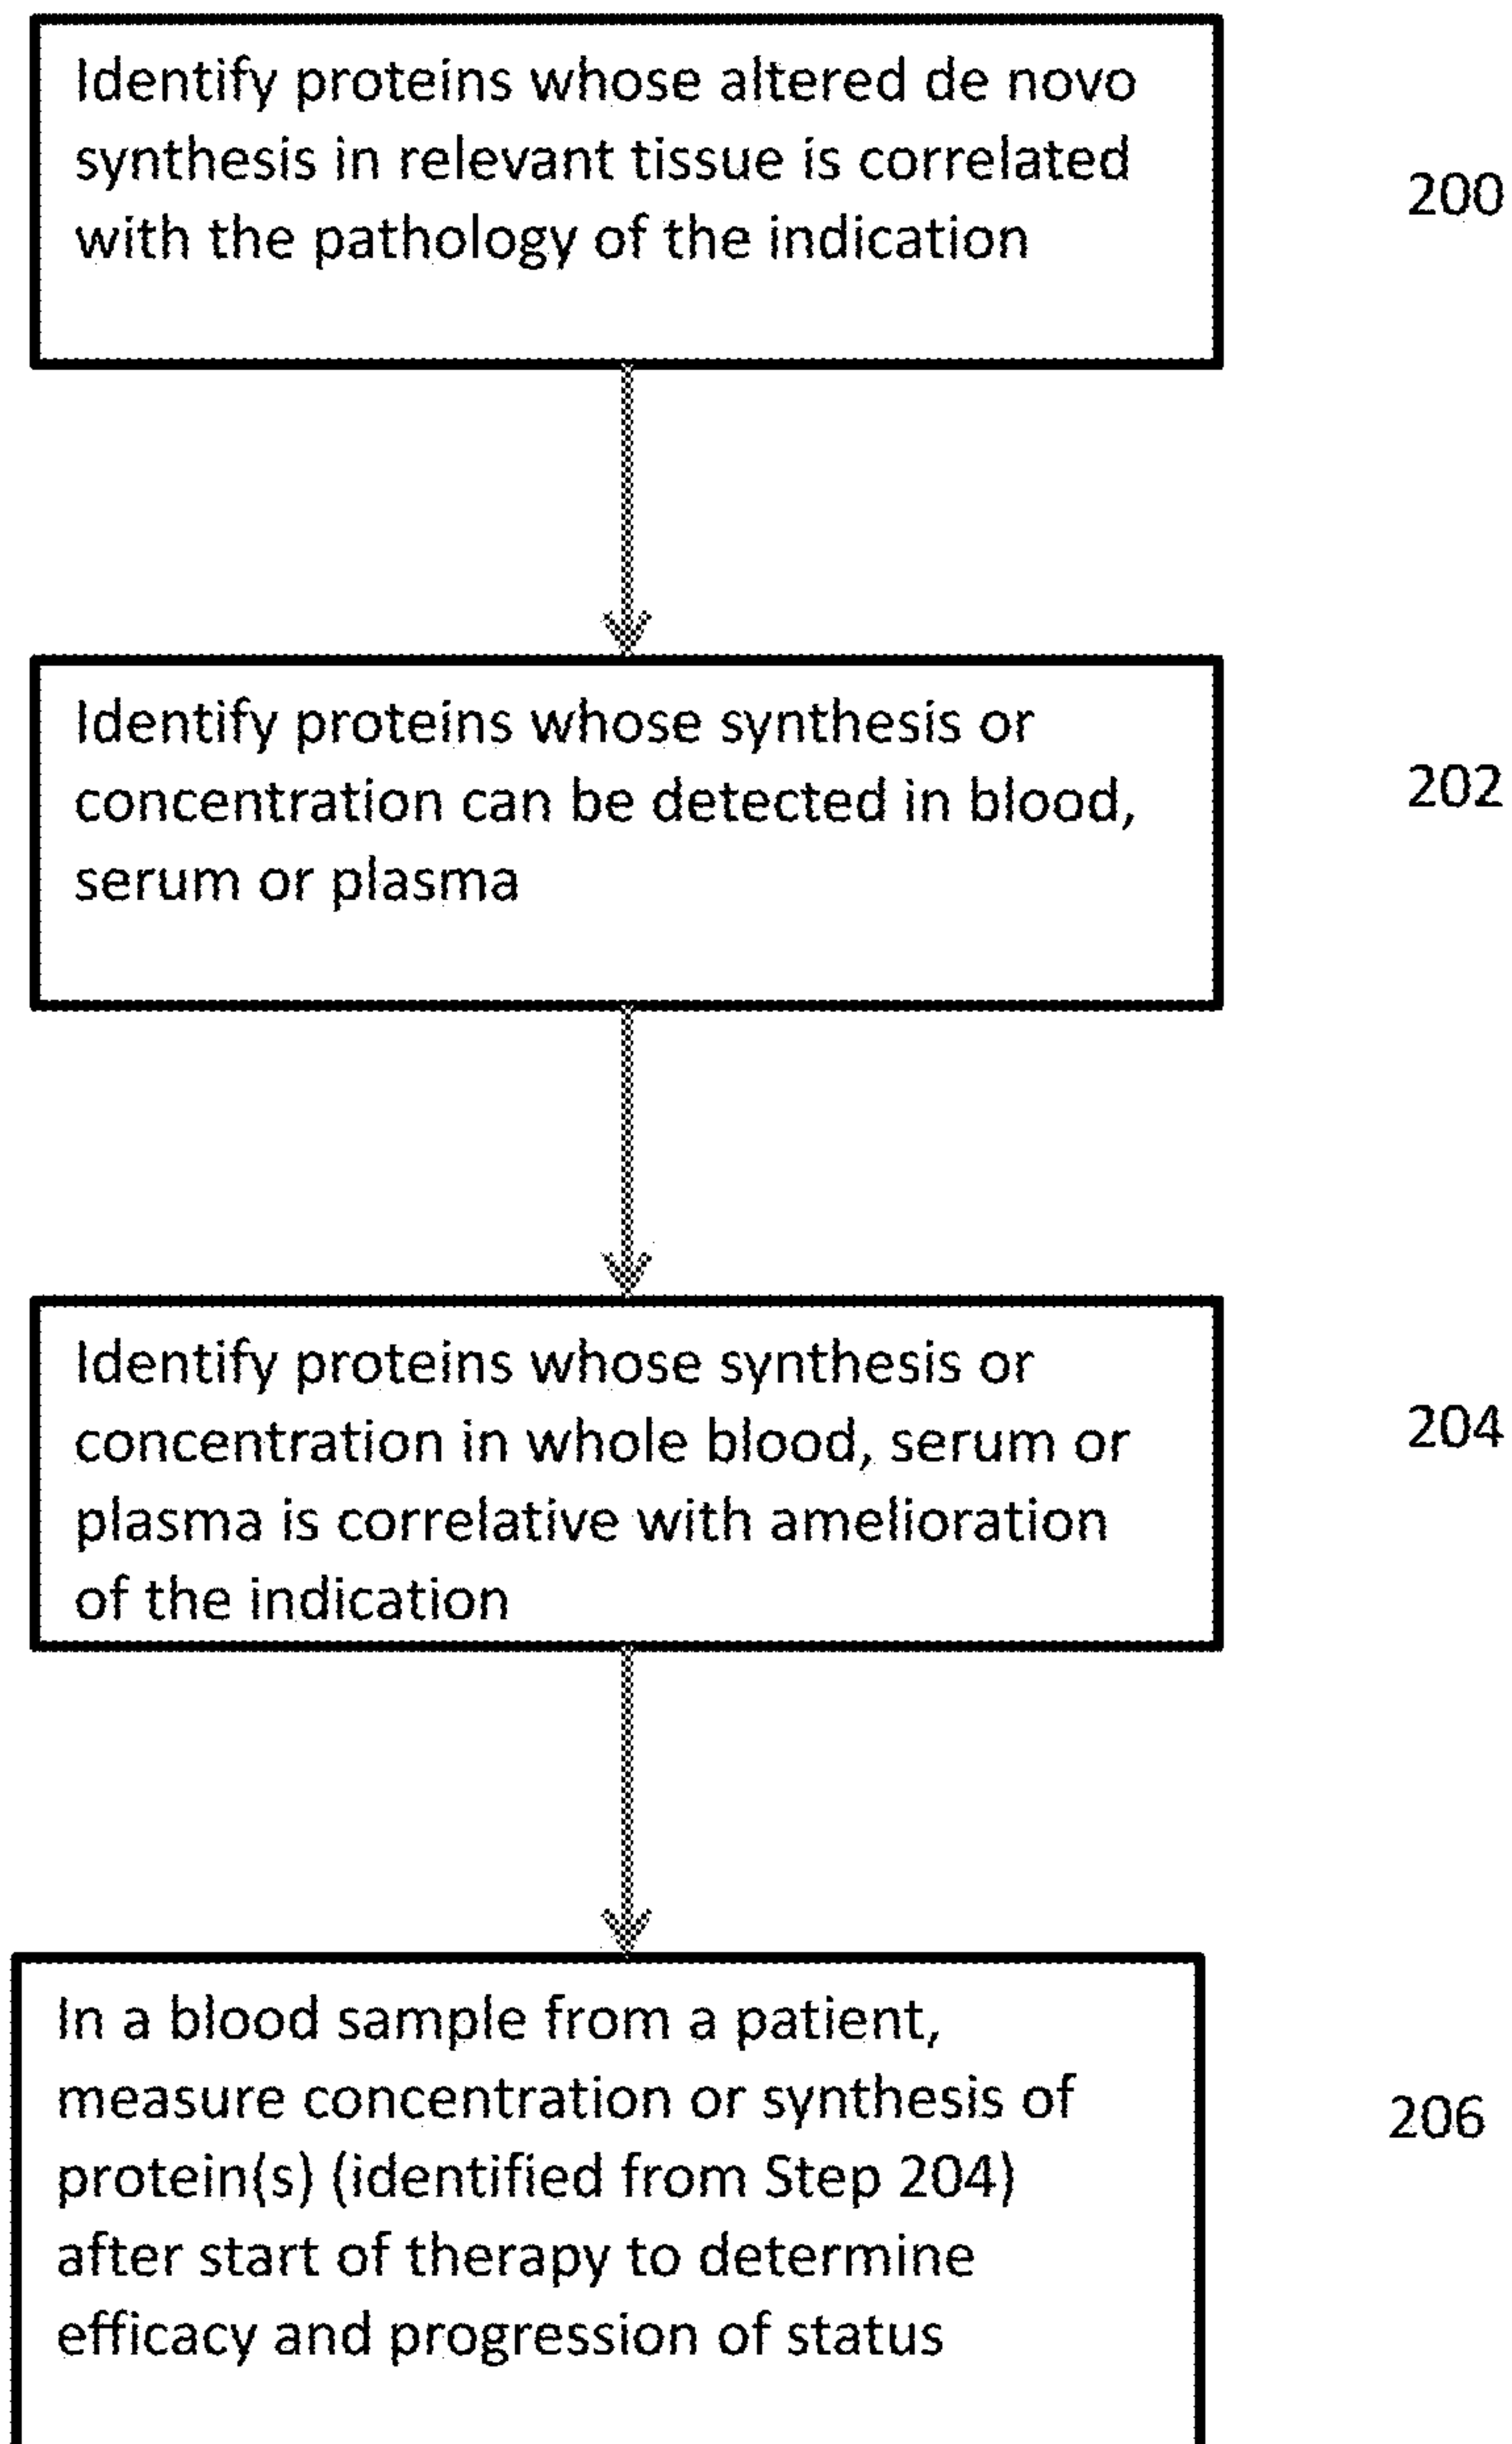 Identify proteins whose altered de novo
synthesis in relevant tissue is correlated
with the pathology of the indication
200
Identify proteins whose synthesis or
concentration can be detected in blood,
serum or plasma
202
Identify proteins whose synthesis or
concentration in whole blood, serum or
plasma is correlative with amelioration
of the indication
204
In a blood sample from a patient,
measure concentration or synthesis of
protein(s) (identified from Step 204)
after start of therapy to determine
efficacy and progression of status
206